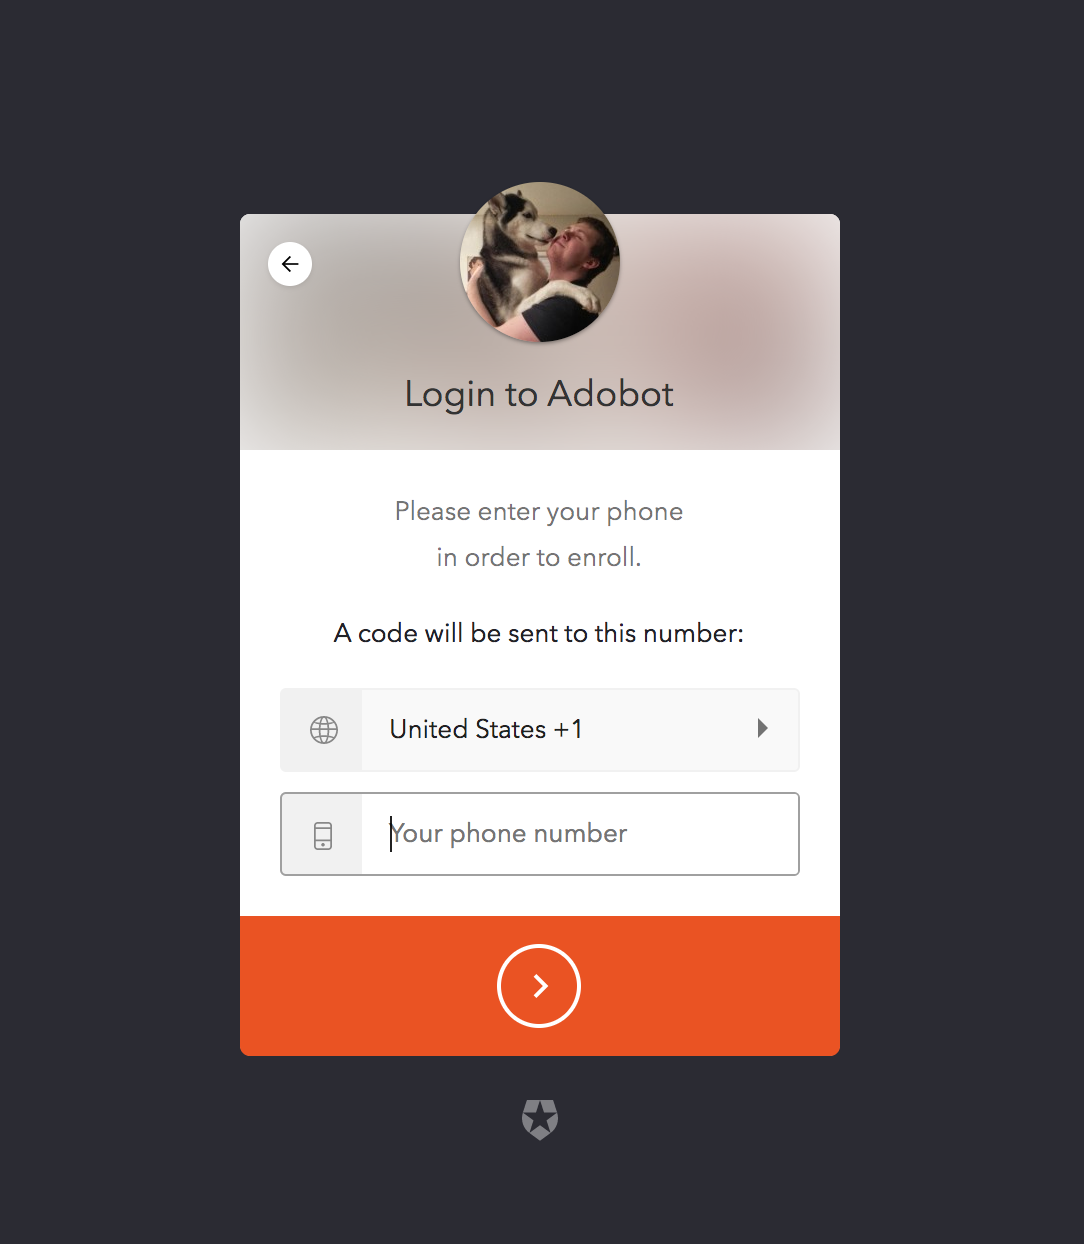 Login to Adobot
Please enter your phone
in order to enroll.
A code will be sent to this number:
United States +1
Your phone number